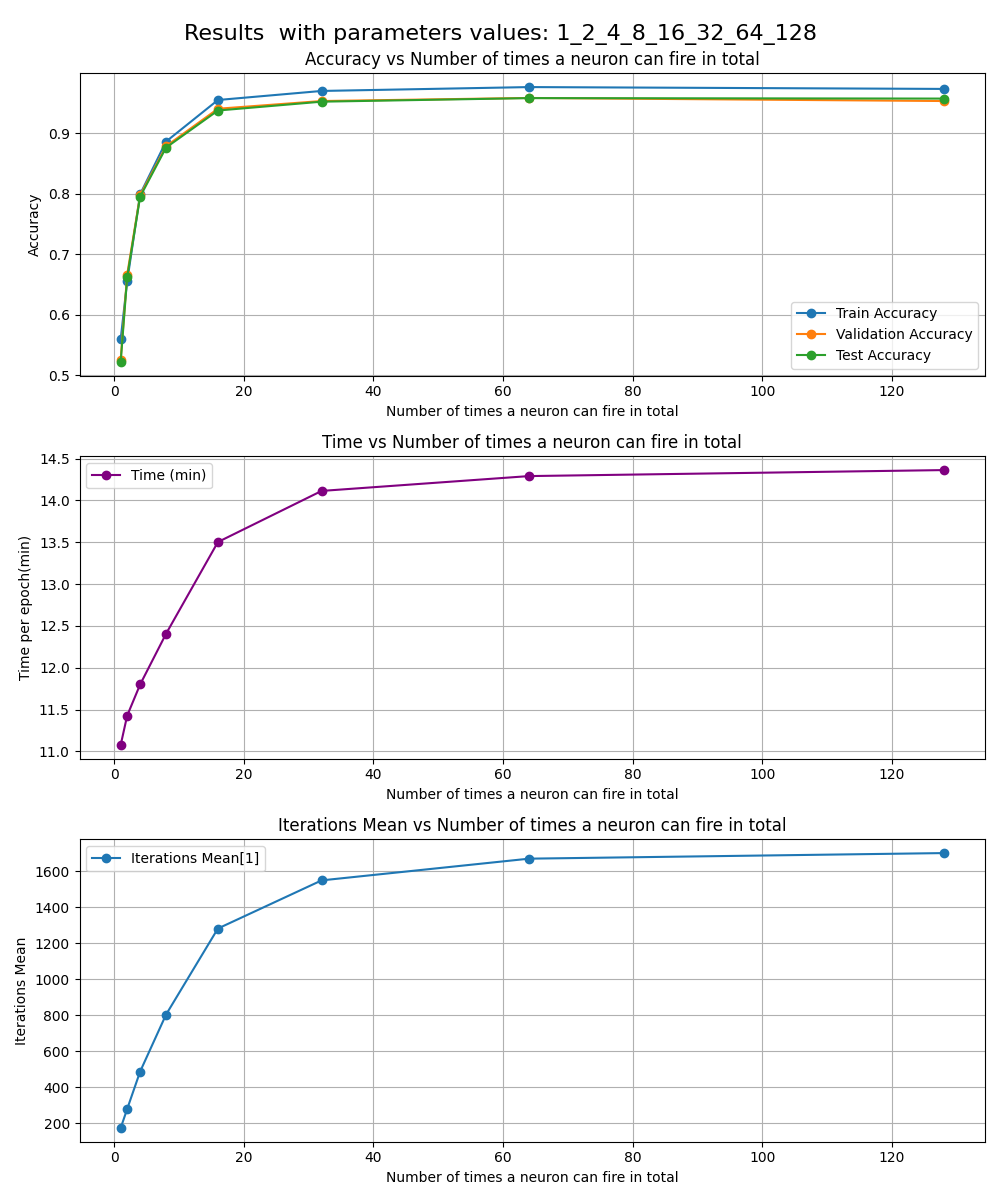 Results  with parameters values: 1_2_4_8_16_32_64_128
Accuracy vs Number of times a neuron can fire in total
Accuracy
0.9
0.8
0.7
0.6
0.5
Train Accuracy
Validation Accuracy
Test Accuracy
0 20 40 60 80 100 120
Number of times a neuron can fire in total
Time vs Number of times a neuron can fire in total
Time per epoch(min)
14.5
14.0
13.5
13.0
12.5
12.0
11.5
11.0
Time (min)
0 20 40 60 80 100 120
Number of times a neuron can fire in total
Iterations Mean vs Number of times a neuron can fire in total
Iterations Mean
1600
1400
1200
1000
800
600
400
200
Iterations Mean[1]
0 20 40 60 80 100 120
Number of times a neuron can fire in total